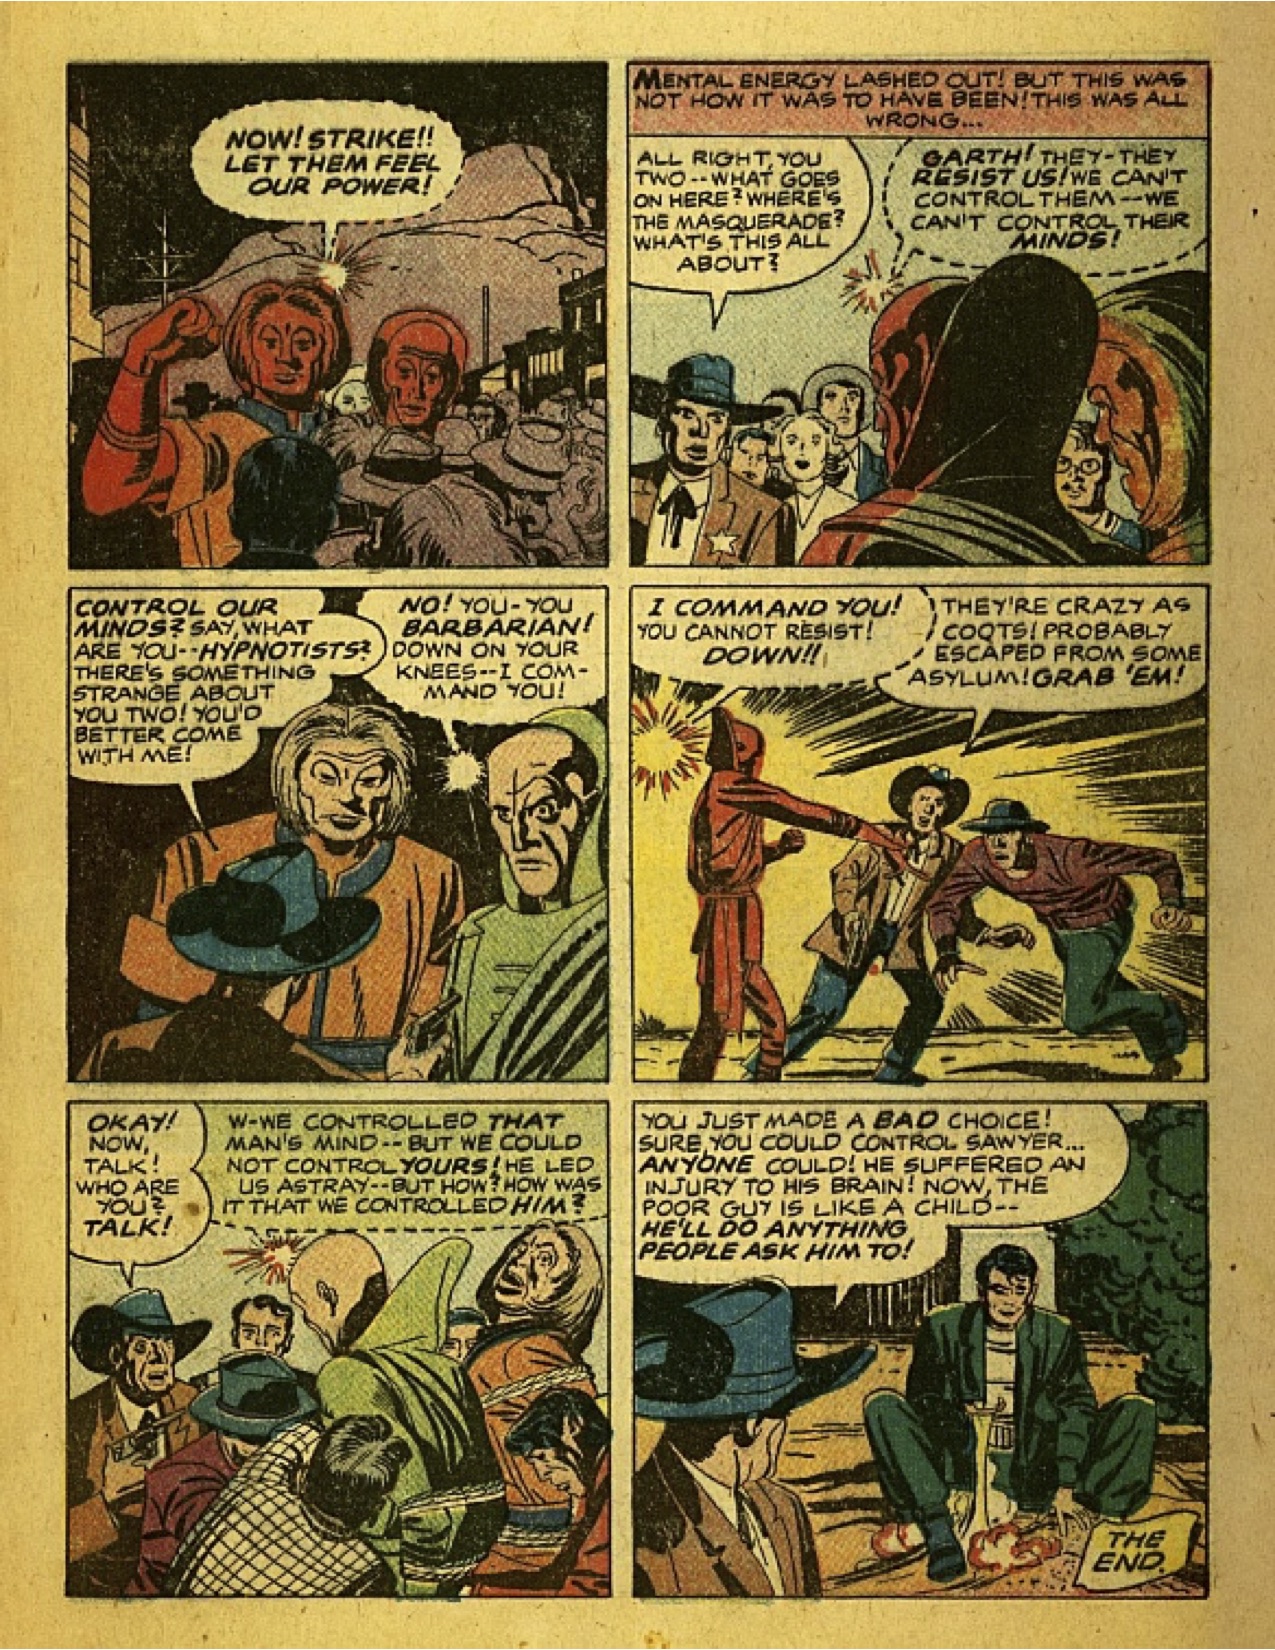 NOW! STRIKE!!
LET THEM FEEL
OUR POWER!
MENTAL ENERGY LASHED OUT! BUT THIS WAS
NOT HOW IT WAS TO HAVE BEEN! THIS WAS ALL
WRONG...
ALL RIGHT, YOU
TWO--WHAT GOES
ON HERE? WHERE'S
THE MASQUERADE?
WHAT'S THIS ALL
ABOUT?
GARTH! THEY-THEY
RESIST US! WE CAN'T
CONTROL THEM--WE
CAN'T CONTROL THEIR
MINDS!
CONTROL OUR
MINDS? SAY, WHAT
ARE YOU--HYPNOTISTS?
THERE'S SOMETHING
STRANGE ABOUT
YOU TWO! YOU'D
BETTER COME
WITH ME!
NO! YOU-YOU
BARBARIAN!
DOWN ON YOUR
KNEES--I COM-
MAND YOU!
I COMMAND YOU!
YOU CANNOT RESIST!
DOWN!!
THEY'RE CRAZY AS
COOTS! PROBABLY
ESCAPED FROM SOME
ASYLUM! GRAB 'EM!
OKAY!
NOW,
TALK!
WHO ARE
YOU?
TALK!
W-WE CONTROLLED THAT
MAN'S MIND--BUT WE COULD
NOT CONTROL YOURS! HE LED
US ASTRAY--BUT HOW? HOW WAS
IT THAT WE CONTROLLED HIM?
YOU JUST MADE A BAD CHOICE!
SURE, YOU COULD CONTROL SAWYER...
ANYONE COULD! HE SUFFERED AN
INJURY TO HIS BRAIN! NOW, THE
POOR GUY IS LIKE A CHILD--
HE'LL DO ANYTHING
PEOPLE ASK HIM TO!
THE
END.